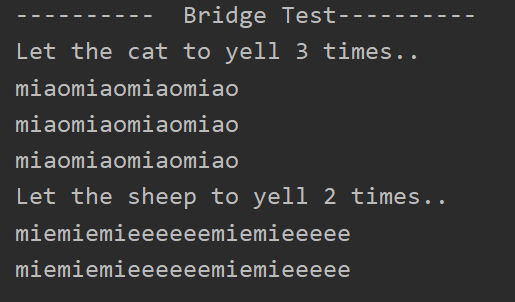 ----------  Bridge Test----------
Let the cat to yell 3 times..
miaomiaomiaomiao
miaomiaomiaomiao
miaomiaomiaomiao
Let the sheep to yell 2 times..
miemiemieeeeeemiemieeeee
miemiemieeeeeemiemieeeee